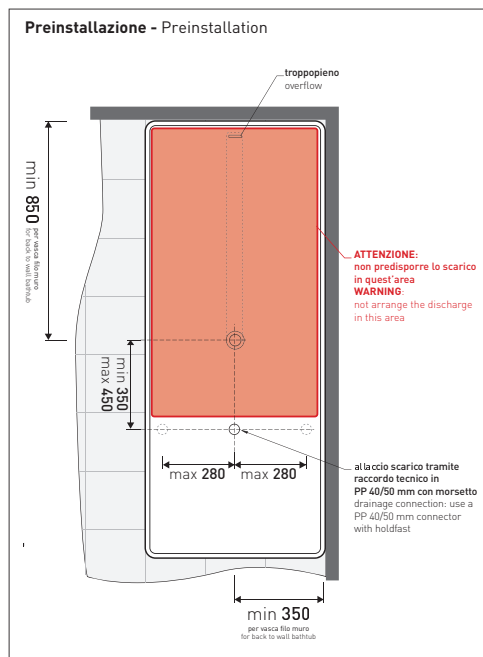 Preinstallazione - Preinstallation
troppopieno
overflow
min 850
per vasca filo muro
for back to wall bathtub
ATTENZIONE:
non predisporre lo scarico
in quest'area
WARNING:
not arrange the discharge
in this area
min 350
max 450
max 280
max 280
allaccio scarico tramite
raccordo tecnico in
PP 40/50 mm con morsetto
drainage connection: use a
PP 40/50 mm connector
with holdfast
min 350
per vasca filo muro
for back to wall bathtub